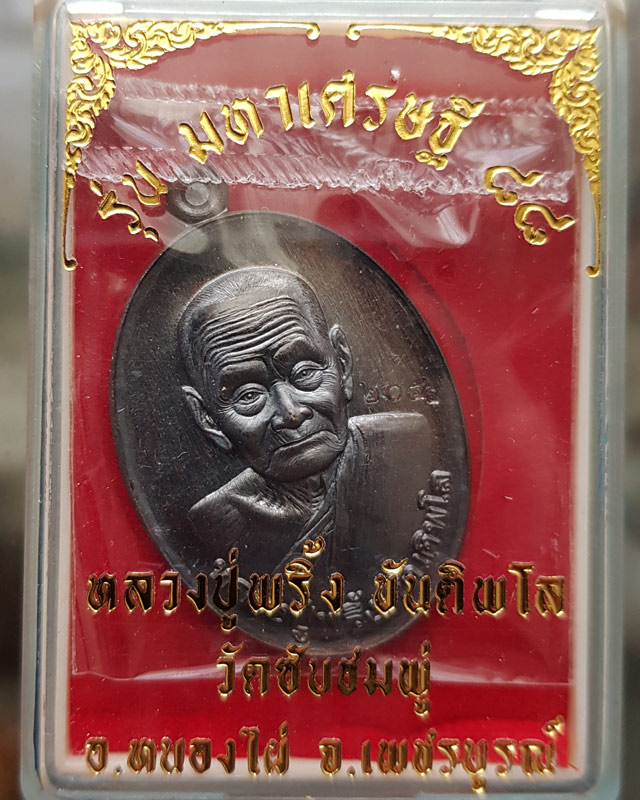 รุ่น มหาเศรษฐี ๘๘
๒๐๕
หลวงปู่พริ้ง ขันติพโล
วัดซับชมพู่
อ.หนองไผ่ จ.เพชรบูรณ์